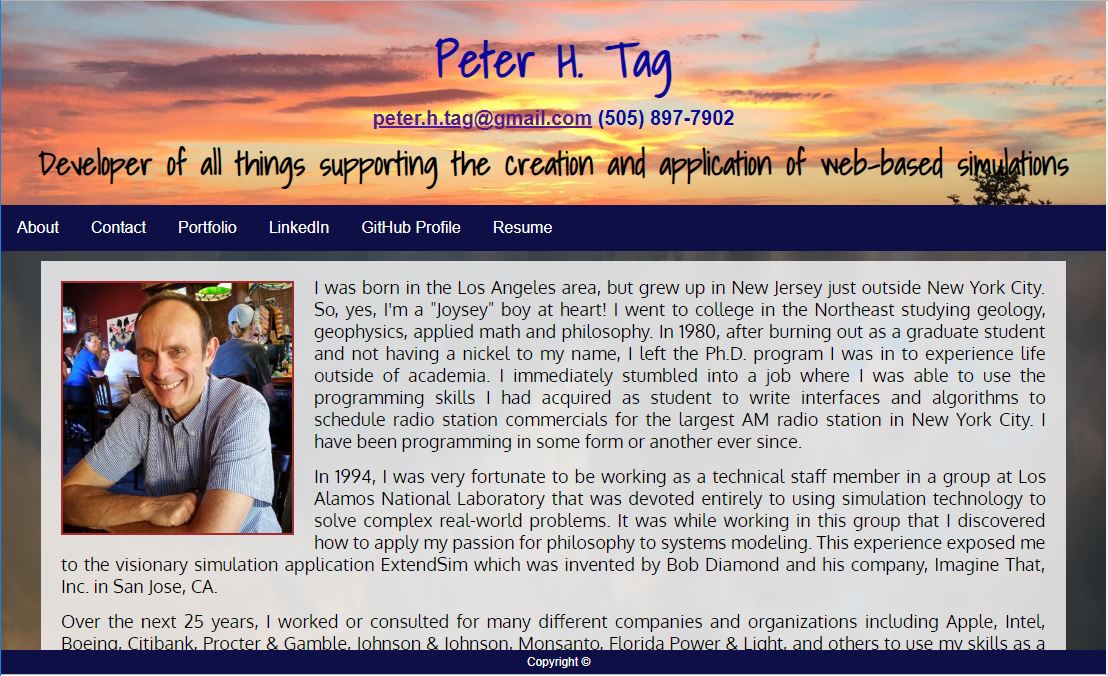 Peter H. Tag
peter.h.tag@gmail.com (505) 897-7902
Developer of all things supporting the creation and application of web-based simulations
About Contact Portfolio LinkedIn GitHub Profile Resume
I was born in the Los Angeles area, but grew up in New Jersey just outside New York City.
So, yes, I'm a "Joysey" boy at heart! I went to college in the Northeast studying geology,
geophysics, applied math and philosophy. In 1980, after burning out as a graduate student
and not having a nickel to my name, I left the Ph.D. program I was in to experience life
outside of academia. I immediately stumbled into a job where I was able to use the
programming skills I had acquired as student to write interfaces and algorithms to
schedule radio station commercials for the largest AM radio station in New York City. I
have been programming in some form or another ever since.
In 1994, I was very fortunate to be working as a technical staff member in a group at Los
Alamos National Laboratory that was devoted entirely to using simulation technology to
solve complex real-world problems. It was while working in this group that I discovered
how to apply my passion for philosophy to systems modeling. This experience exposed me
to the visionary simulation application ExtendSim which was invented by Bob Diamond and his company, Imagine That,
Inc. in San Jose, CA.
Over the next 25 years, I worked or consulted for many different companies and organizations including Apple, Intel,
Boeing, Citibank, Procter & Gamble, Johnson & Johnson, Monsanto, Florida Power & Light, and others to use my skills as a
Copyright ©